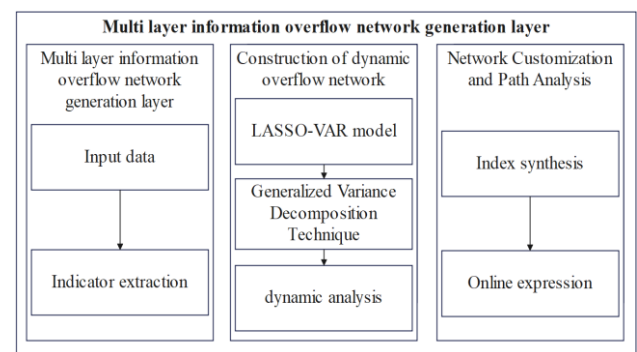 Multi layer information overflow network generation layer
Multi layer information
overflow network
generation layer
Input data
Indicator extraction
Construction of dynamic
overflow network
LASSO-VAR model
Generalized Variance
Decomposition
Technique
dynamic analysis
Network Customization
and Path Analysis
Index synthesis
Online expression